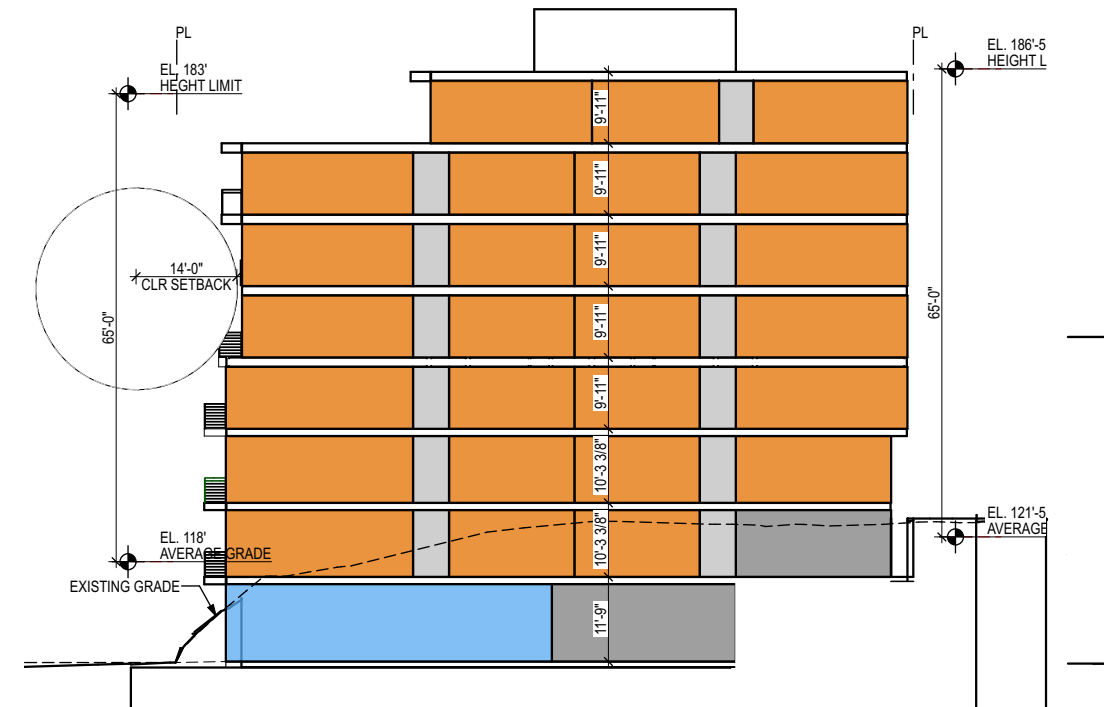 PL
PL
EL. 183'
HEGHT LIMIT
EL. 186'-5
HEIGHT L
9'-11"
9'-11"
9'-11"
14'-0"
CLR SETBACK
65'-0"
65'-0"
9'-11"
9'-11"
10'-3 3/8"
10'-3 3/8"
EL. 118'
AVERAGE GRADE
EL. 121'-5
AVERAGE
EXISTING GRADE
11'-9"